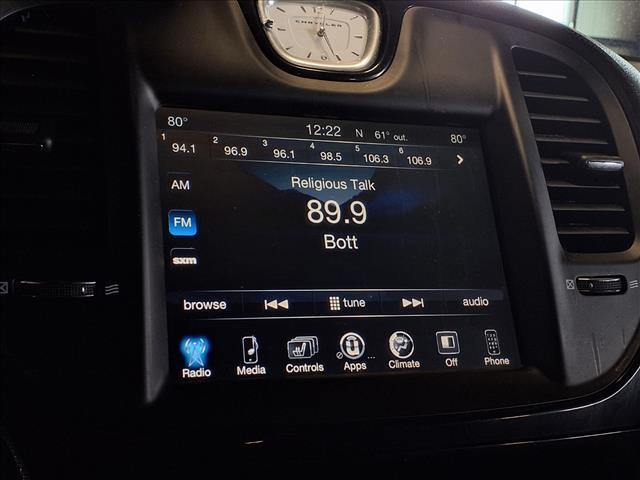 CHRYSLER
80° 12:22 N 61° out. 80°
1 94.1 2 96.9 3 96.1 4 98.5 5 106.3 6 106.9
Religious Talk
AM
89.9
FM
Bott
sxm
browse tune audio
Radio Media Controls Apps Climate Off Phone